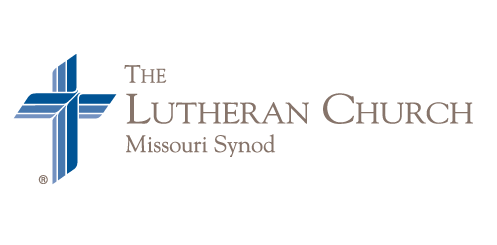 The
Lutheran Church
Missouri Synod
®